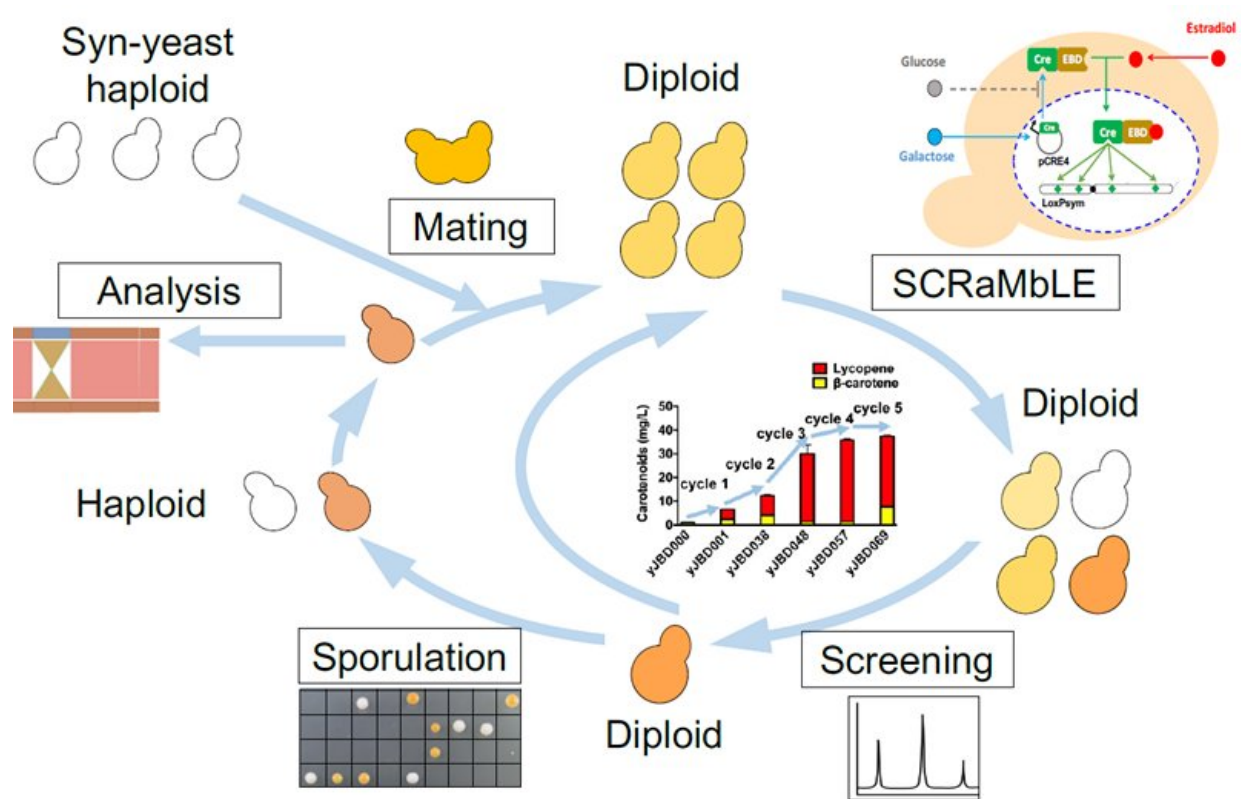 Syn-yeast
haploid
Diploid
Mating
Glucose
Galactose
Estradiol
Cre
EBD
Cre
pCRE4
Cre
EBD
LoxPsym
SCRaMbLE
Analysis
Haploid
Diploid
Lycopene
β-carotene
Carotenoids (mg/L)
50
40
30
20
10
0
cycle 1
cycle 2
cycle 3
cycle 4
cycle 5
yJBD000
yJBD001
yJBD038
yJBD048
yJBD057
yJBD069
Sporulation
Diploid
Screening